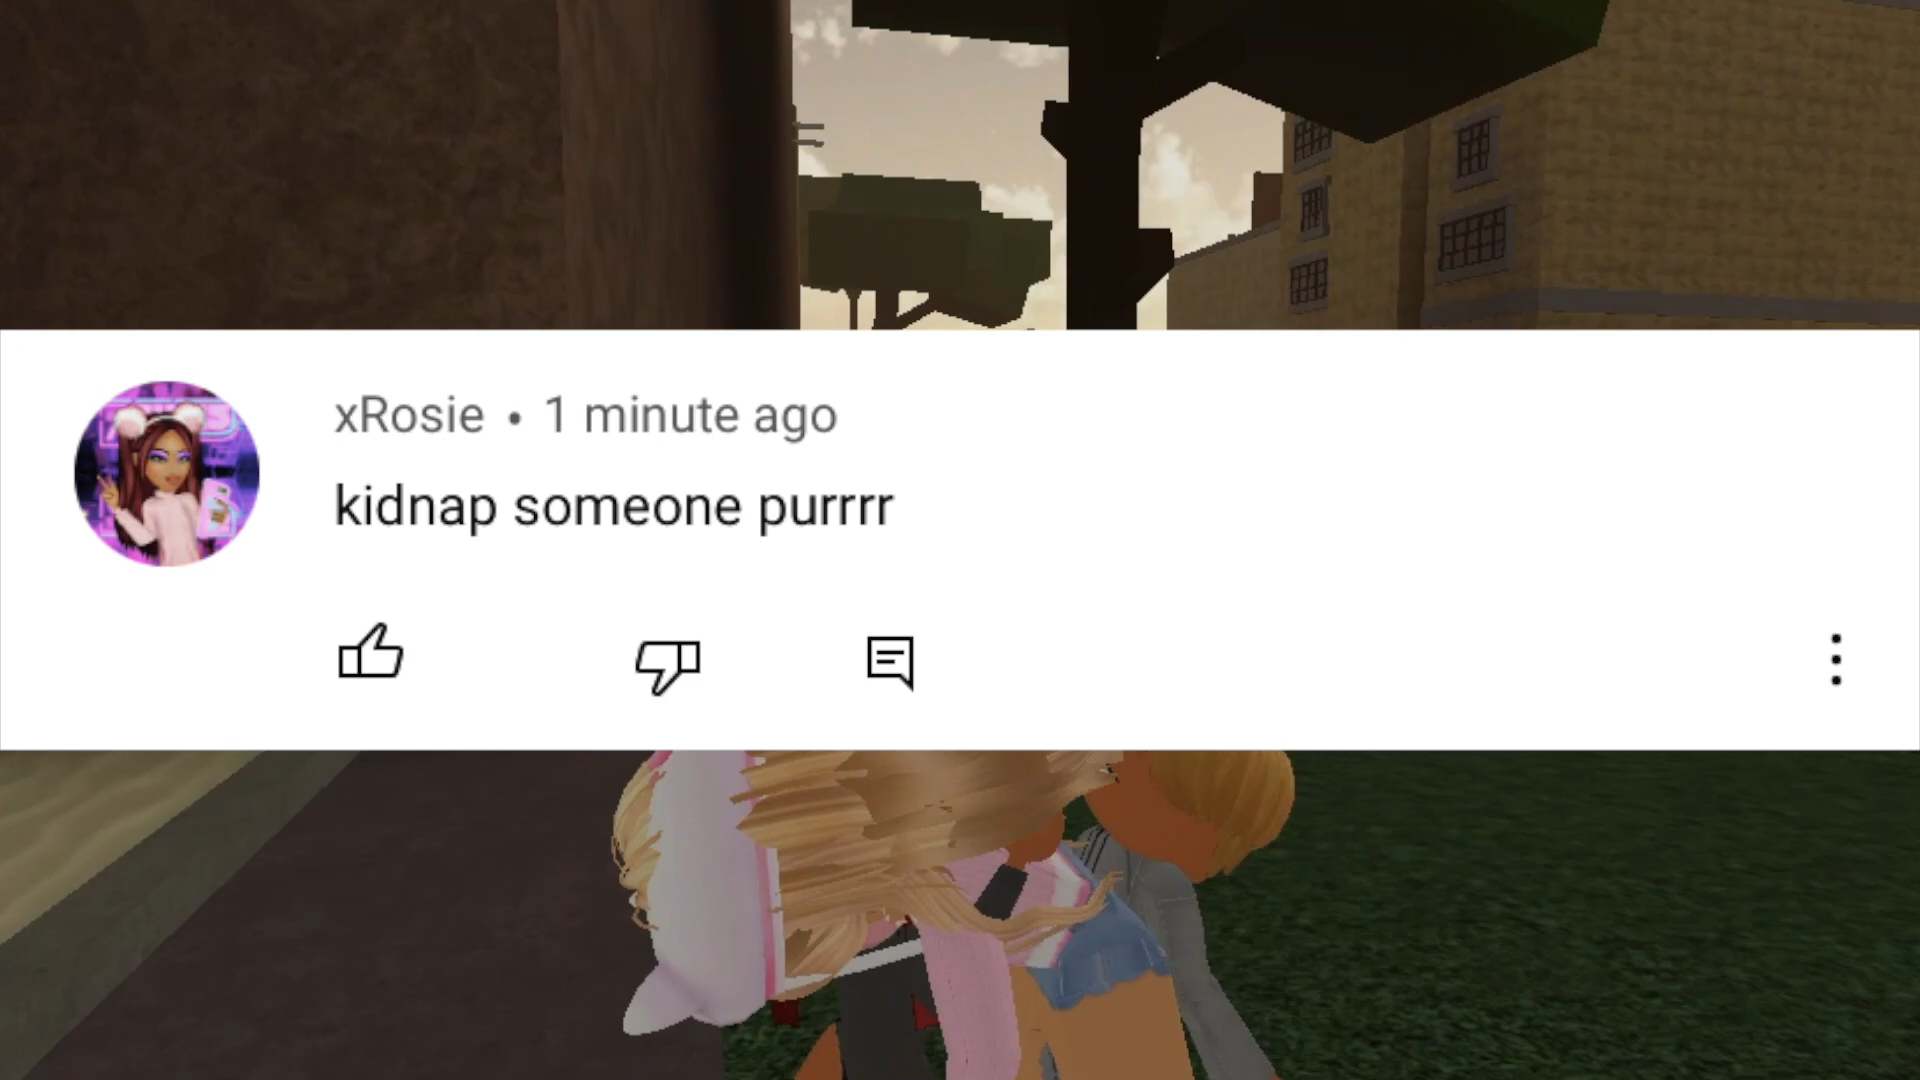 xRosie • 1 minute ago
kidnap someone purrrr